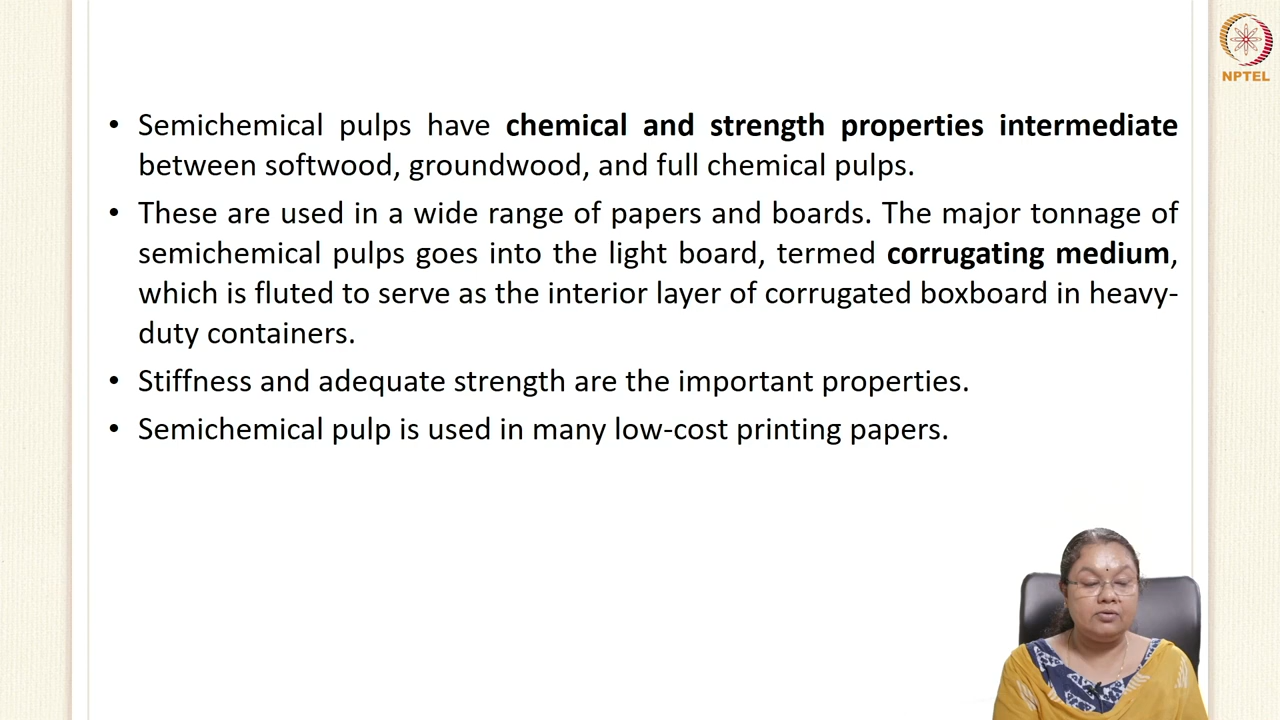 NPTEL
• Semichemical pulps have chemical and strength properties intermediate
between softwood, groundwood, and full chemical pulps.
• These are used in a wide range of papers and boards. The major tonnage of
semichemical pulps goes into the light board, termed corrugating medium,
which is fluted to serve as the interior layer of corrugated boxboard in heavy-
duty containers.
• Stiffness and adequate strength are the important properties.
• Semichemical pulp is used in many low-cost printing papers.